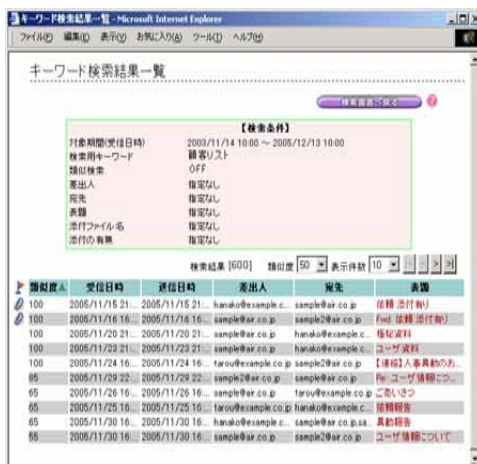 キーワード検索結果一覧 - Microsoft Internet Explorer
ファイル(F) 編集(E) 表示(V) お気に入り(A) ツール(T) ヘルプ(H)
キーワード検索結果一覧
検索画面へ戻る
【検索条件】
対象期間(受信日時) 2003/11/14 10:00 ～ 2005/12/13 10:00
検索用キーワード 顧客リスト
類似検索 OFF
差出人 指定なし
宛先 指定なし
表題 指定なし
添付ファイル名 指定なし
添付の有無 指定なし
検索結果 [600] 類似度 50 表示件数 10
類似度▲ 受信日時 送信日時 差出人 宛先 表題
100 2005/11/15 21:... 2005/11/15 21:... hanako@example.c... sample@air.co.jp 依頼 添付有り
100 2005/11/16 16:... 2005/11/16 16:... sample@air.co.jp sample2@air.co.jp Fwd: 依頼 添付有り
100 2005/11/20 21:... 2005/11/20 21:... sample@air.co.jp hanako@example.c... 極秘資料
100 2005/11/23 21:... 2005/11/23 21:... sample@air.co.jp hanako@example.c... ユーザ資料
100 2005/11/24 16:... 2005/11/24 16:... tarou@example.co.jp sample@air.co.jp 【連絡】人事異動のお...
85 2005/11/29 22:... 2005/11/29 22:... sample2@air.co.jp sample@air.co.jp Re: ユーザ情報につ...
65 2005/11/25 16:... 2005/11/25 16:... sample@air.co.jp tarou@example.co.jp ごあいさつ
65 2005/11/25 16:... 2005/11/25 16:... tarou@example.co.jp hanako@example.c... 依頼報告
65 2005/11/30 16:... 2005/11/30 16:... hanako@example.c... sample@air.co.jp,sa... 異動報告
55 2005/11/30 16:... 2005/11/30 16:... sample@air.co.jp sample2@air.co.jp ユーザ情報について